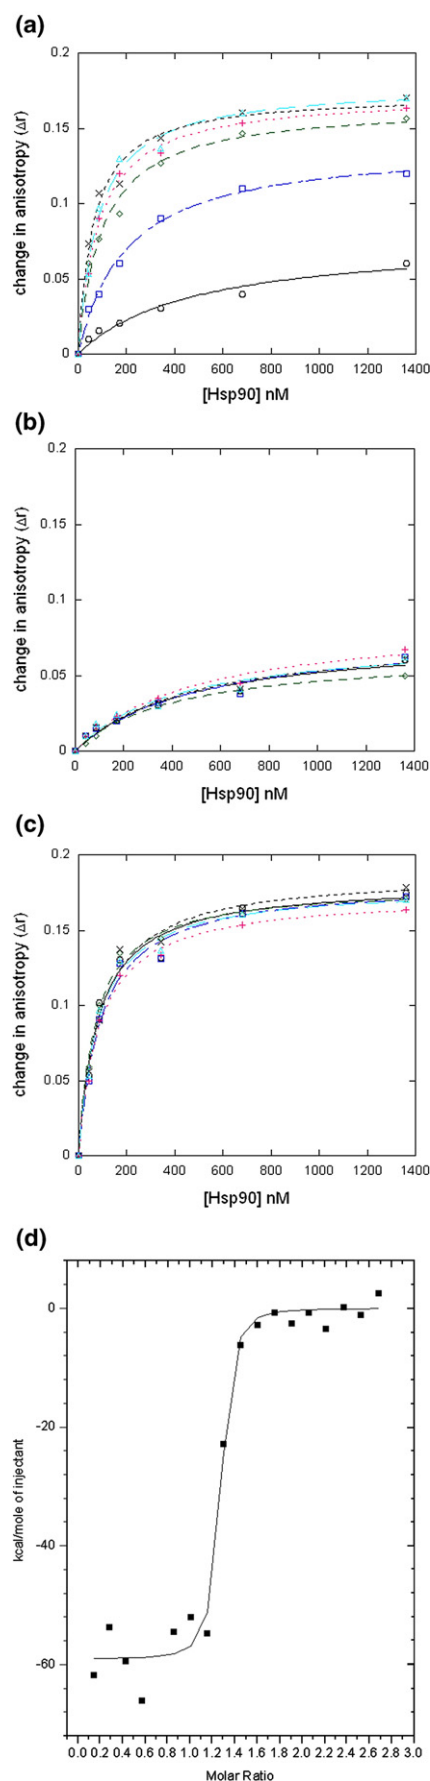 (a)
0.2
0.15
0.1
0.05
0
change in anisotropy (Δr)
0 200 400 600 800 1000 1200 1400
[Hsp90] nM
(b)
0.2
0.15
0.1
0.05
0
change in anisotropy (Δr)
0 200 400 600 800 1000 1200 1400
[Hsp90] nM
(c)
0.2
0.15
0.1
0.05
0
change in anisotropy (Δr)
0 200 400 600 800 1000 1200 1400
[Hsp90] nM
(d)
0
-20
-40
-60
kcal/mole of injectant
0.0 0.2 0.4 0.6 0.8 1.0 1.2 1.4 1.6 1.8 2.0 2.2 2.4 2.6 2.8 3.0
Molar Ratio